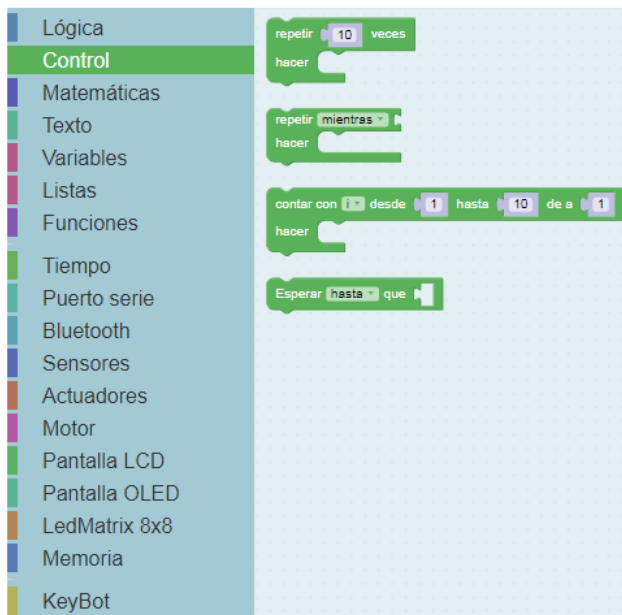 Lógica
Control
Matemáticas
Texto
Variables
Listas
Funciones
Tiempo
Puerto serie
Bluetooth
Sensores
Actuadores
Motor
Pantalla LCD
Pantalla OLED
LedMatrix 8x8
Memoria
KeyBot
repetir 10 veces
hacer
repetir mientras
hacer
contar con i desde 1 hasta 10 de a 1
hacer
Esperar hasta que